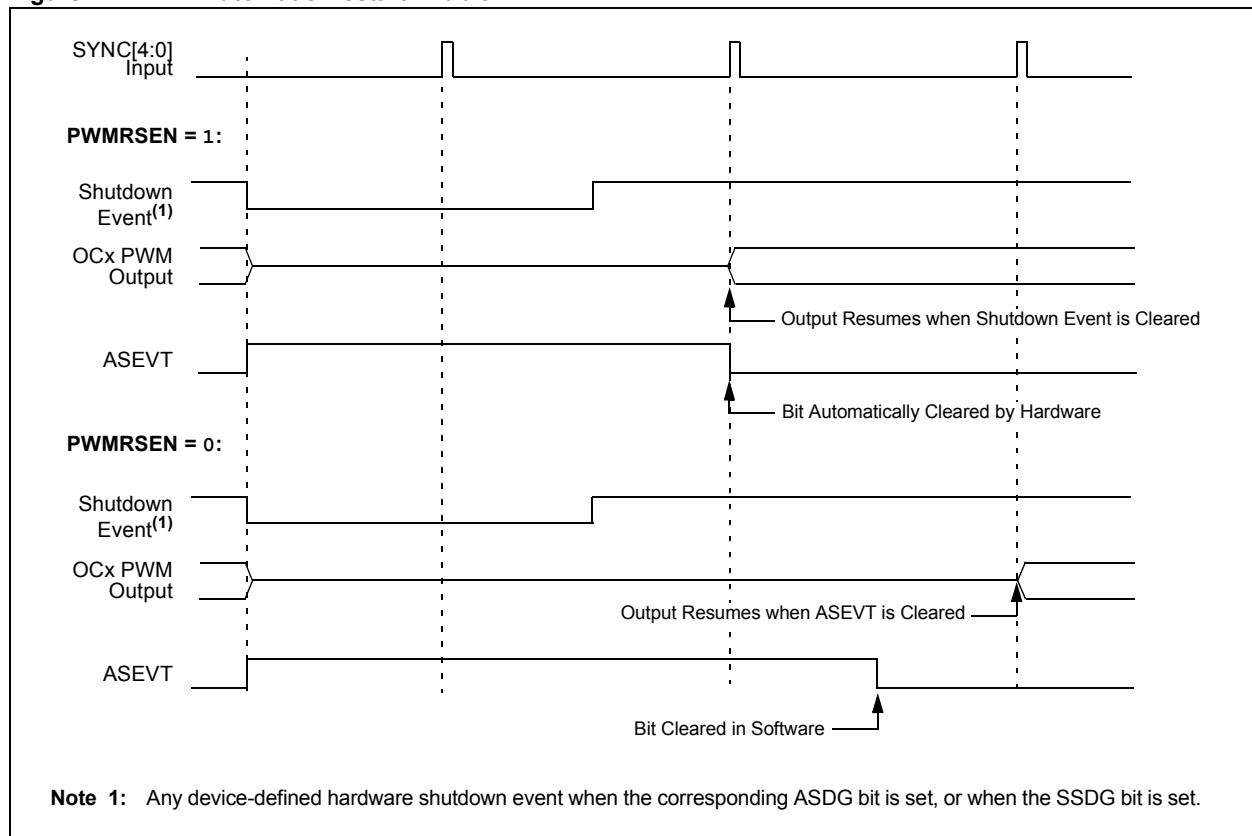 SYNC[4:0]
Input
PWMRSEN = 1:
Shutdown
Event(1)
OCx PWM
Output
Output Resumes when Shutdown Event is Cleared
ASEVT
Bit Automatically Cleared by Hardware
PWMRSEN = 0:
Shutdown
Event(1)
OCx PWM
Output
Output Resumes when ASEVT is Cleared
ASEVT
Bit Cleared in Software
Note 1: Any device-defined hardware shutdown event when the corresponding ASDG bit is set, or when the SSDG bit is set.